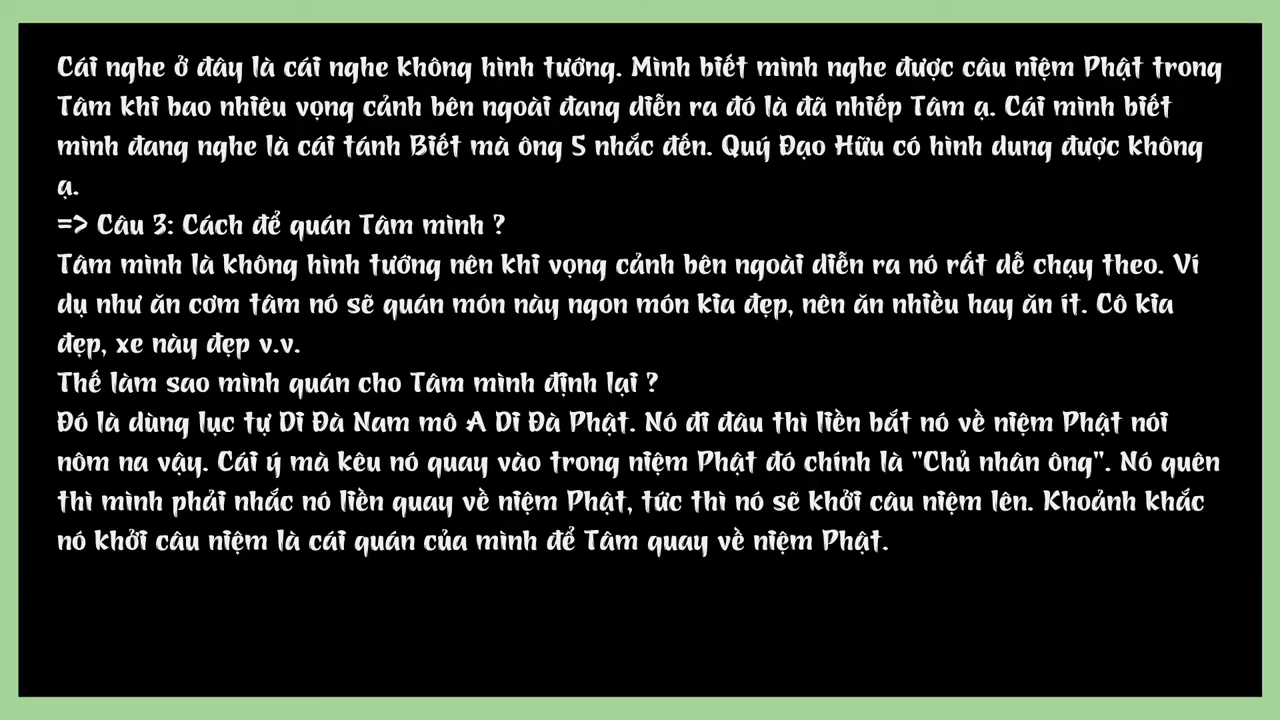 Cái nghe ở đây là cái nghe không hình tướng. Mình biết mình nghe được câu niệm Phật trong
Tâm khi bao nhiêu vọng cảnh bên ngoài đang diễn ra đó là đã nhiếp Tâm ạ. Cái mình biết
mình đang nghe là cái tánh Biết mà ông 5 nhắc đến. Quý Đạo Hữu có hình dung được không
ạ.
=> Câu 3: Cách để quán Tâm mình ?
Tâm mình là không hình tướng nên khi vọng cảnh bên ngoài diễn ra nó rất dễ chạy theo. Ví
dụ như ăn cơm tâm nó sẽ quán món này ngon món kia đẹp, nên ăn nhiều hay ăn ít. Cô kia
đẹp, xe này đẹp v.v.
Thế làm sao mình quán cho Tâm mình định lại ?
Đó là dùng lục tự Di Đà Nam mô A Di Đà Phật. Nó đi đâu thì liền bắt nó về niệm Phật nói
nôm na vậy. Cái ý mà kêu nó quay vào trong niệm Phật đó chính là "Chủ nhân ông". Nó quên
thì mình phải nhắc nó liền quay về niệm Phật, tức thì nó sẽ khởi câu niệm lên. Khoảnh khắc
nó khởi câu niệm là cái quán của mình để Tâm quay về niệm Phật.